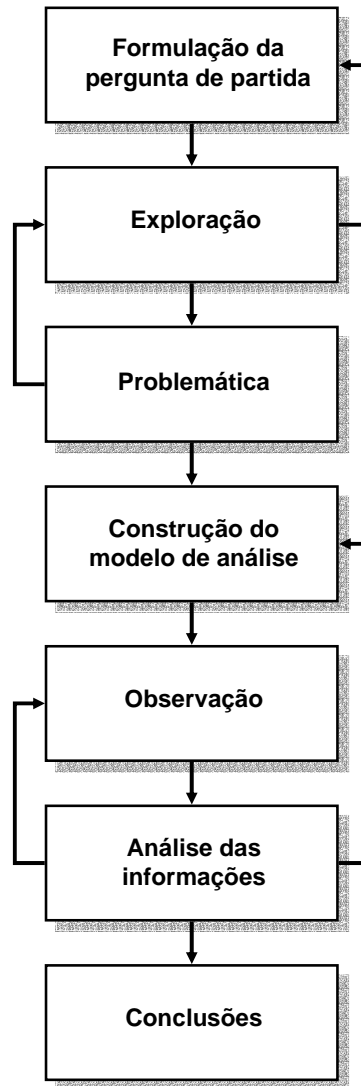 Formulação da
pergunta de partida
Exploração
Problemática
Construção do
modelo de análise
Observação
Análise das
informações
Conclusões